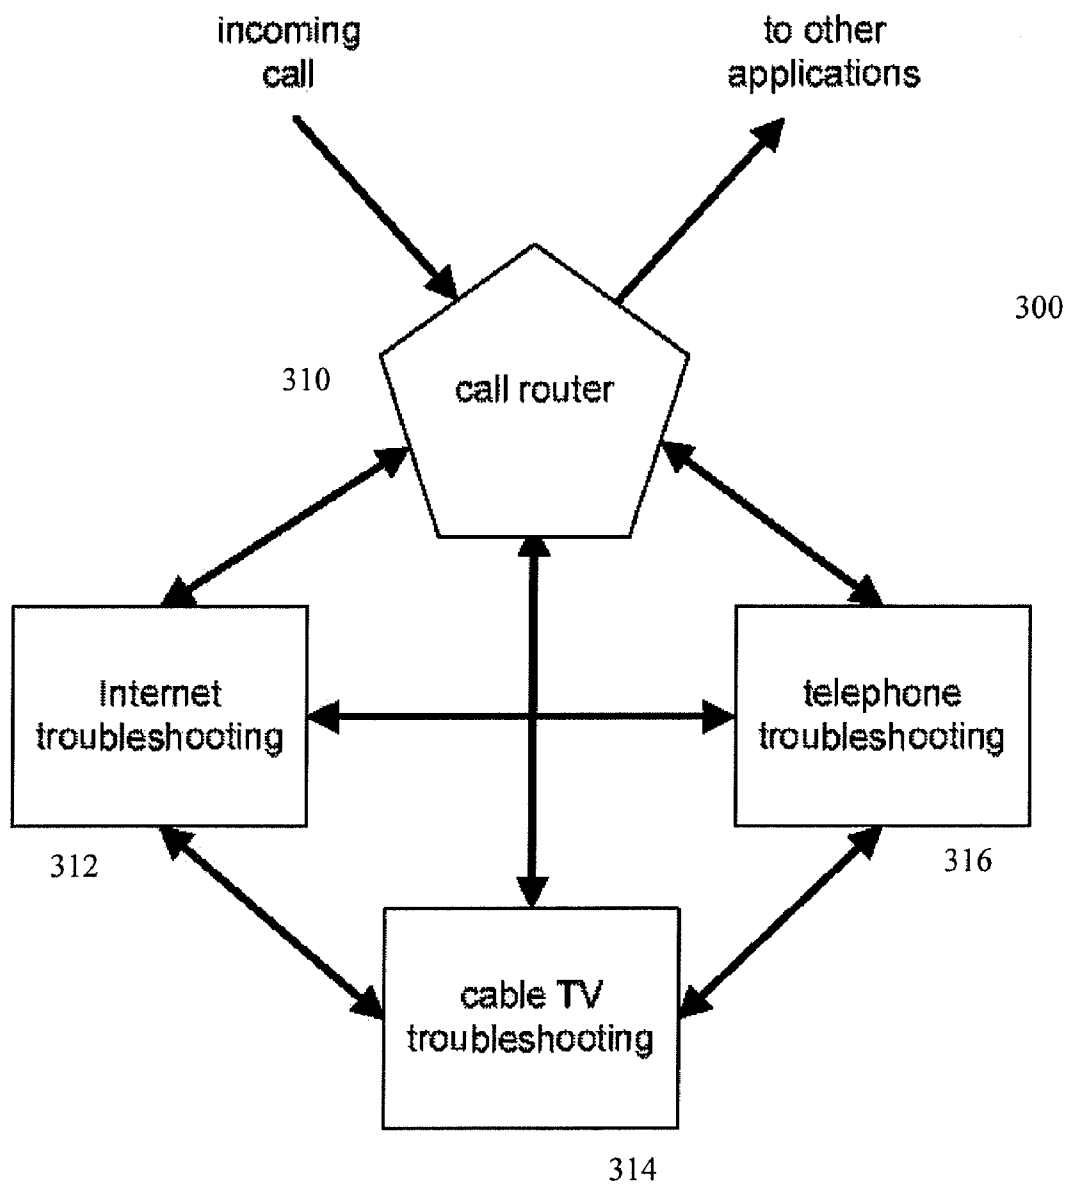 incoming
call
to other
applications
300
310
call router
Internet
troubleshooting
telephone
troubleshooting
312
316
cable TV
troubleshooting
314